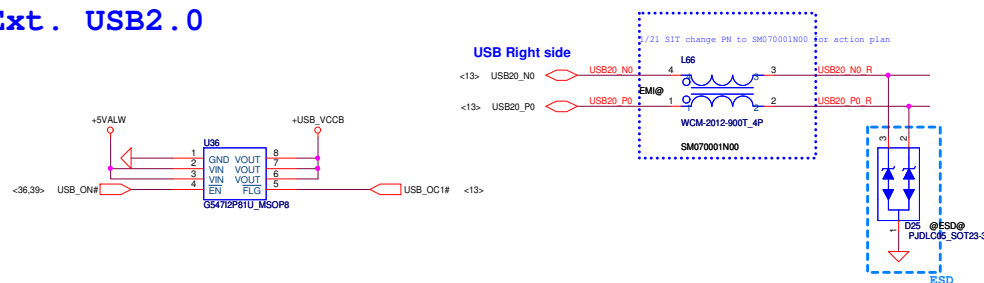 Ext. USB2.0
1/21 SIT change PN to SM070001N00 for action plan
USB Right side
L66
<13> USB20_N0
USB20_N0
4
3
USB20_N0_R
EMI@
<13> USB20_P0
USB20_P0
1
2
USB20_P0_R
WCM-2012-900T_4P
SM070001N00
+5VALW
+USB_VCCB
U36
1 GND VOUT 8
2 VIN VOUT 7
3 VIN VOUT 6
4 EN FLG 5
<36,39> USB_ON#
USB_OC1# <13>
G547I2P81U_MSOP8
3
2
1
D25 @ESD@
PJDLC05_SOT23-3
ESD